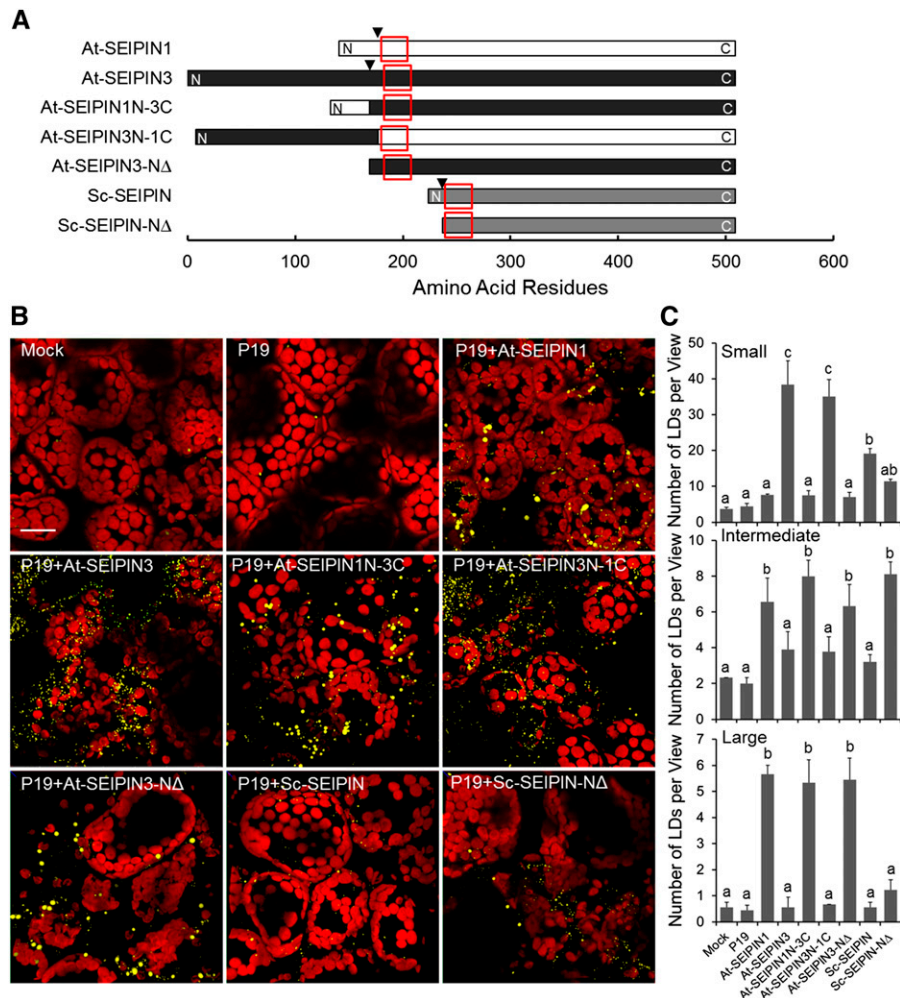 A
At-SEIPIN1
N
C
At-SEIPIN3
N
C
At-SEIPIN1N-3C
N
C
At-SEIPIN3N-1C
N
C
At-SEIPIN3-NΔ
C
Sc-SEIPIN
N
C
Sc-SEIPIN-NΔ
C
0 100 200 300 400 500 600
Amino Acid Residues
B
Mock
P19
P19+At-SEIPIN1
P19+At-SEIPIN3
P19+At-SEIPIN1N-3C
P19+At-SEIPIN3N-1C
P19+At-SEIPIN3-NΔ
P19+Sc-SEIPIN
P19+Sc-SEIPIN-NΔ
C
Small
Number of LDs per View
50
40
30
20
10
0
a a a c a c a b ab
Intermediate
Number of LDs per View
10
8
6
4
2
0
a a b a b a b a b
Large
Number of LDs per View
7
6
5
4
3
2
1
0
a a b a b a b a a
Mock
P19
At-SEIPIN1
At-SEIPIN3
At-SEIPIN1N-3C
At-SEIPIN3N-1C
At-SEIPIN3-NΔ
Sc-SEIPIN
Sc-SEIPIN-NΔ